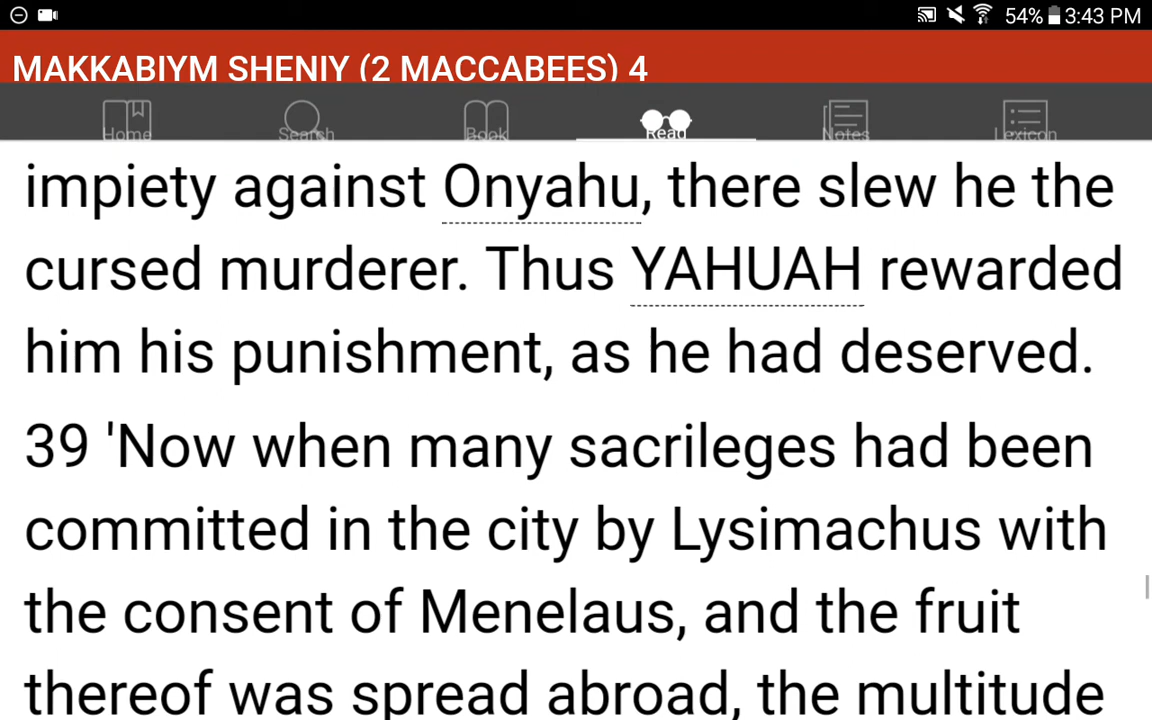 54% 3:43 PM
MAKKABIYM SHENIY (2 MACCABEES) 4
Home Search Book Read Notes Lexicon
impiety against Onyahu, there slew he the
cursed murderer. Thus YAHUAH rewarded
him his punishment, as he had deserved.
39 'Now when many sacrileges had been
committed in the city by Lysimachus with
the consent of Menelaus, and the fruit
thereof was spread abroad, the multitude